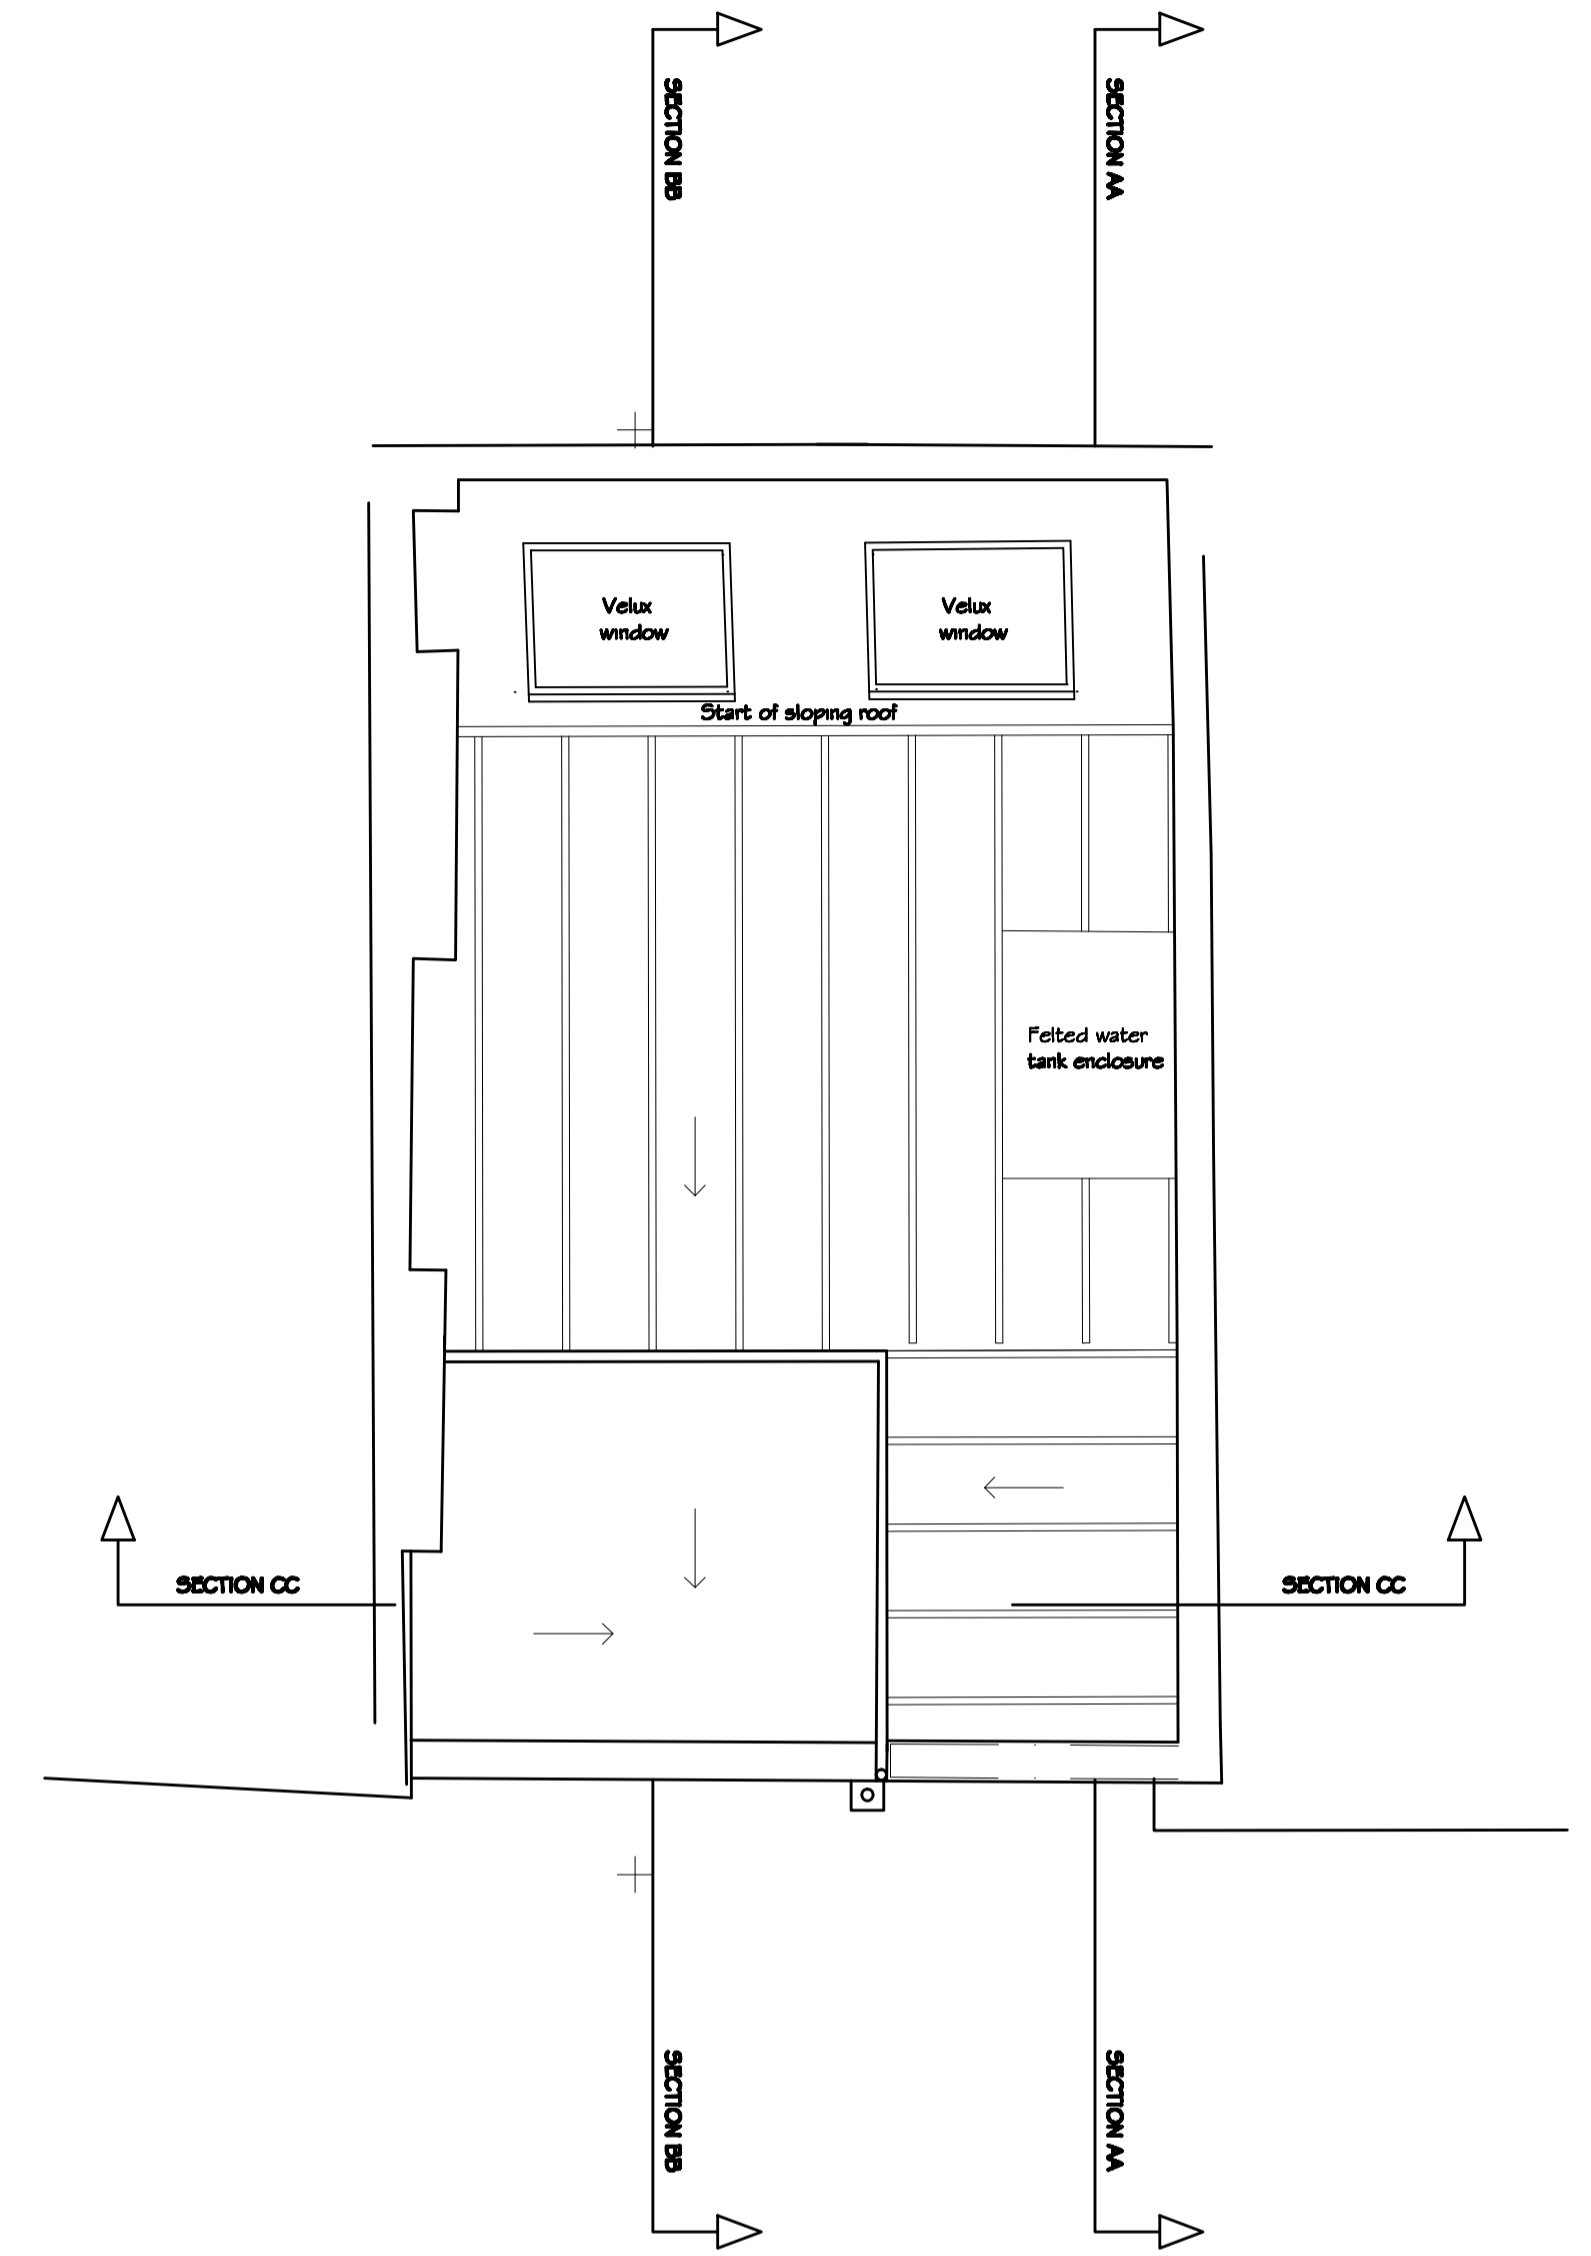 SECTION BB
SECTION AA
Velux
window
Velux
window
Start of sloping roof
Felted water
tank enclosure
SECTION CC
SECTION CC
SECTION BB
SECTION AA